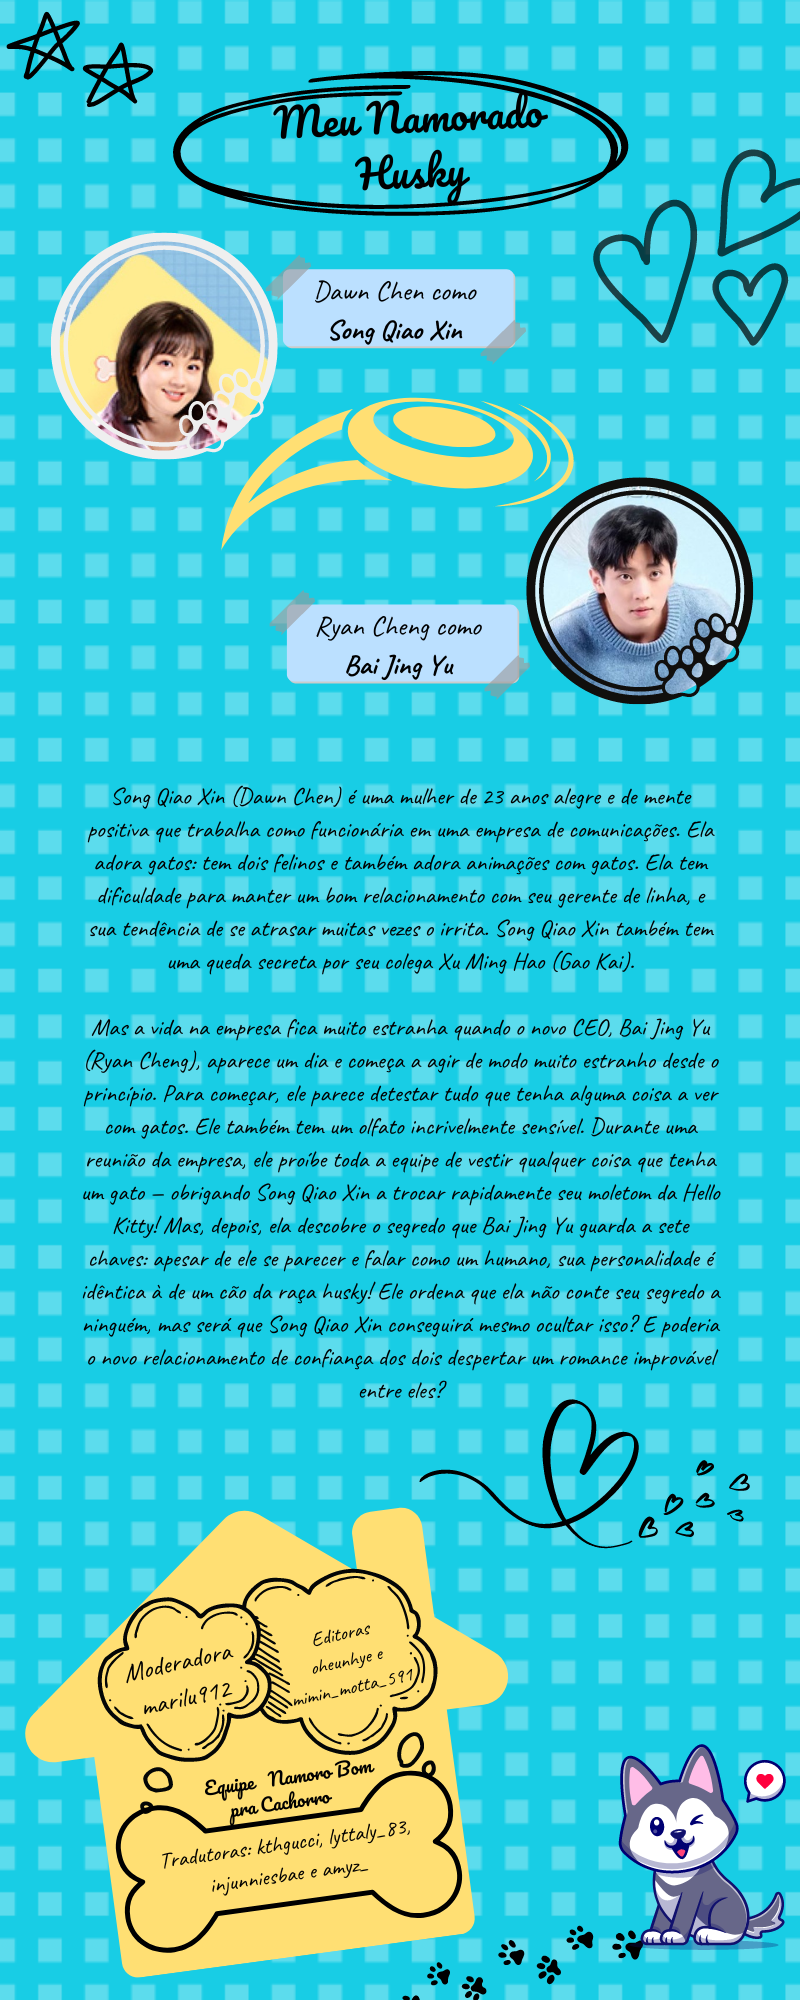 Meu Namorado
Husky
Dawn Chen como
Song Qiao Xin
Ryan Cheng como
Bai Jing Yu
Song Qiao Xin (Dawn Chen) é uma mulher de 23 anos alegre e de mente
positiva que trabalha como funcionária em uma empresa de comunicações. Ela
adora gatos: tem dois felinos e também adora animações com gatos. Ela tem
dificuldade para manter um bom relacionamento com seu gerente de linha, e
sua tendência de se atrasar muitas vezes o irrita. Song Qiao Xin também tem
uma queda secreta por seu colega Xu Ming Hao (Gao Kai).
Mas a vida na empresa fica muito estranha quando o novo CEO, Bai Jing Yu
(Ryan Cheng), aparece um dia e começa a agir de modo muito estranho desde o
princípio. Para começar, ele parece detestar tudo que tenha alguma coisa a ver
com gatos. Ele também tem um olfato incrivelmente sensível. Durante uma
reunião da empresa, ele proíbe toda a equipe de vestir qualquer coisa que tenha
um gato — obrigando Song Qiao Xin a trocar rapidamente seu moletom da Hello
Kitty! Mas, depois, ela descobre o segredo que Bai Jing Yu guarda a sete
chaves: apesar de ele se parecer e falar como um humano, sua personalidade é
idêntica à de um cão da raça husky! Ele ordena que ela não conte seu segredo a
ninguém, mas será que Song Qiao Xin conseguirá mesmo ocultar isso? E poderia
o novo relacionamento de confiança dos dois despertar um romance improvável
entre eles?
Moderadora
marilu912
Editoras
oheunhye e
mimin_motta_591
Equipe Namoro Bom
pra Cachorro
Tradutoras: kthgucci, lyttaly_83,
injunniesbae e amyz_